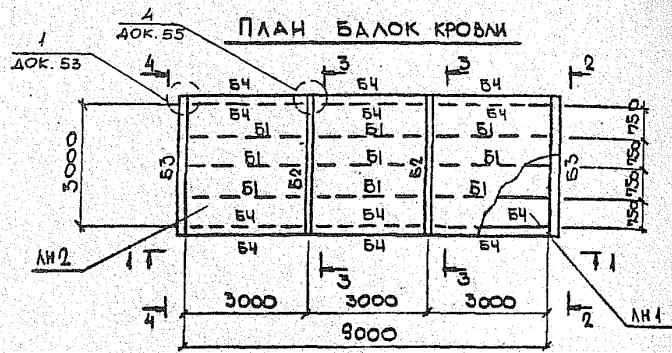 ПЛАН БАЛОК КРОВЛИ
1
ДОК. 53
4
ДОК. 55
4 3 3 2
Б4 Б4 Б4
Б4 Б4 Б4
Б1 Б1 Б1
3000 Б3 Б1 Б2 Б1 Б2 Б1 Б3 750 750 750 750
Б1 Б1 Б1
Б4 Б4 Б4
Б4 Б4 Б4
ЛН2 1 1
3 3
4 3000 3000 3000 2 ЛН1
9000